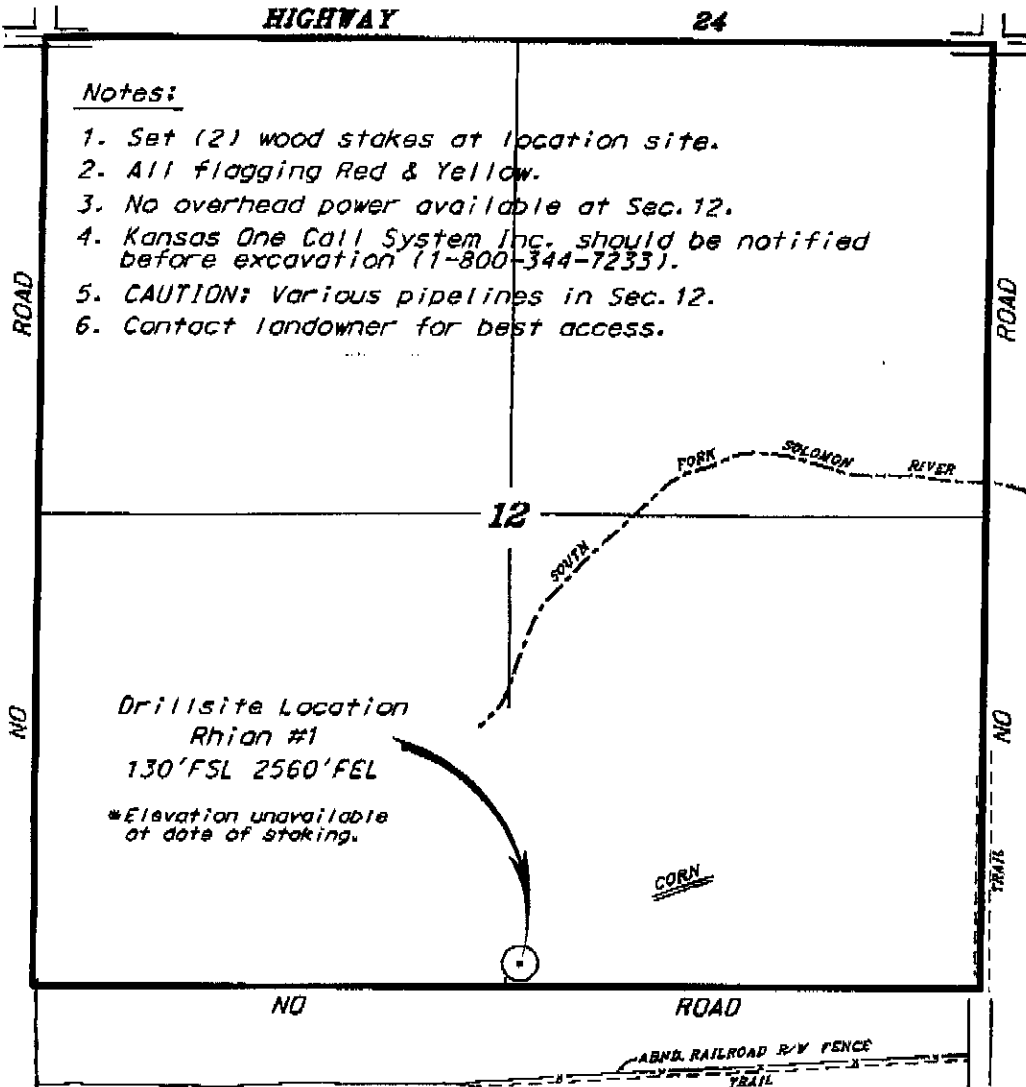 HIGHWAY 24
Notes:
1. Set (2) wood stakes at location site.
2. All flagging Red & Yellow.
3. No overhead power available at Sec. 12.
4. Kansas One Call System Inc. should be notified
before excavation (1-800-344-7233).
5. CAUTION: Various pipelines in Sec. 12.
6. Contact landowner for best access.
ROAD
ROAD
SOUTH FORK SOLOMON RIVER
12
Drillsite Location
Rhian #1
130'FSL 2560'FEL
*Elevation unavailable
at date of staking.
NO
NO
CORN
TRAIL
NO ROAD
ABND. RAILROAD R/W FENCE
TRAIL